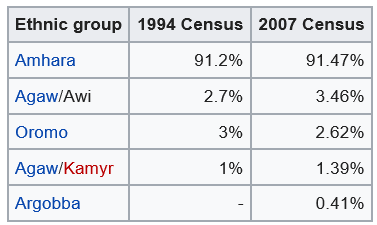 Ethnic group 1994 Census 2007 Census
Amhara 91.2% 91.47%
Agaw/Awi 2.7% 3.46%
Oromo 3% 2.62%
Agaw/Kamyr 1% 1.39%
Argobba - 0.41%